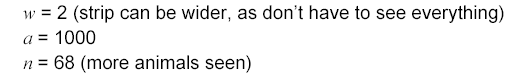 w = 2 (strip can be wider, as don’t have to see everything)
a = 1000
n = 68 (more animals seen)